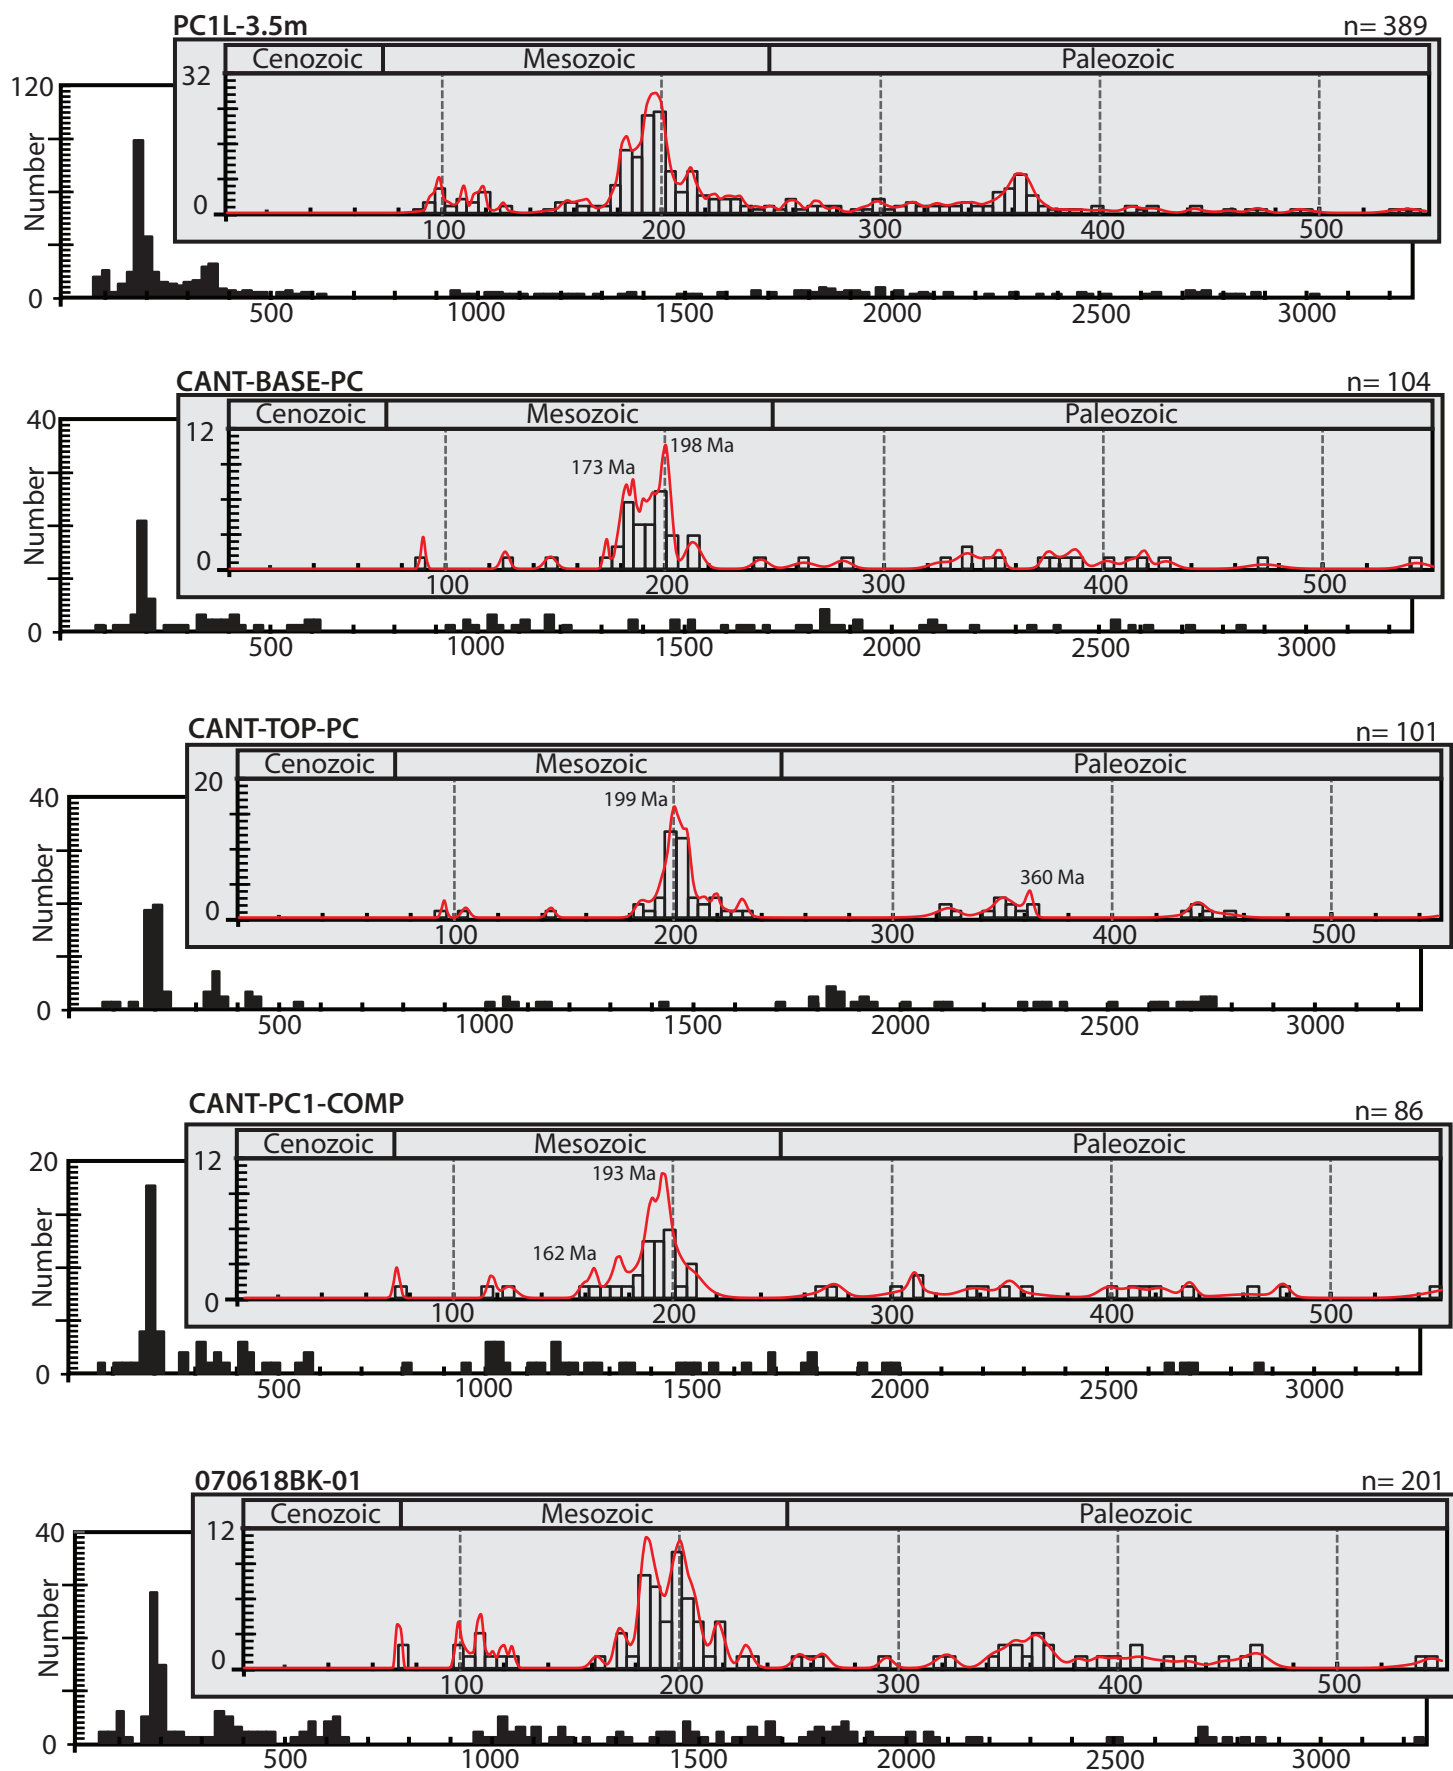 PC1L-3.5m n= 389
Cenozoic Mesozoic Paleozoic
32
120
Number
0
100 200 300 400 500
0
500 1000 1500 2000 2500 3000
CANT-BASE-PC n= 104
Cenozoic Mesozoic Paleozoic
40
12
198 Ma
173 Ma
Number
0
100 200 300 400 500
0
500 1000 1500 2000 2500 3000
CANT-TOP-PC n= 101
Cenozoic Mesozoic Paleozoic
20
40
199 Ma
360 Ma
Number
0
100 200 300 400 500
0
500 1000 1500 2000 2500 3000
CANT-PC1-COMP n= 86
Cenozoic Mesozoic Paleozoic
20
12
193 Ma
162 Ma
Number
0
100 200 300 400 500
0
500 1000 1500 2000 2500 3000
070618BK-01 n= 201
Cenozoic Mesozoic Paleozoic
40
12
Number
0
100 200 300 400 500
0
500 1000 1500 2000 2500 3000